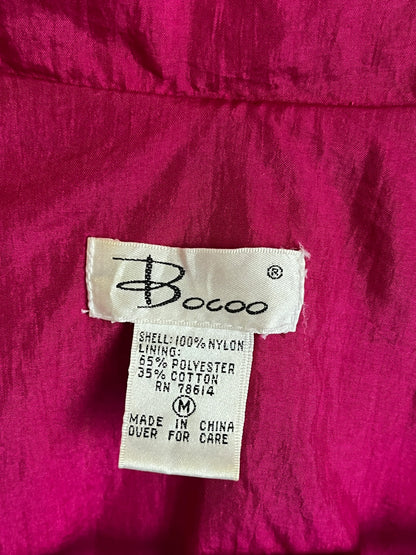 Bocoo ®
SHELL: 100% NYLON
LINING:
65% POLYESTER
35% COTTON
RN 78614
M
MADE IN CHINA
OVER FOR CARE